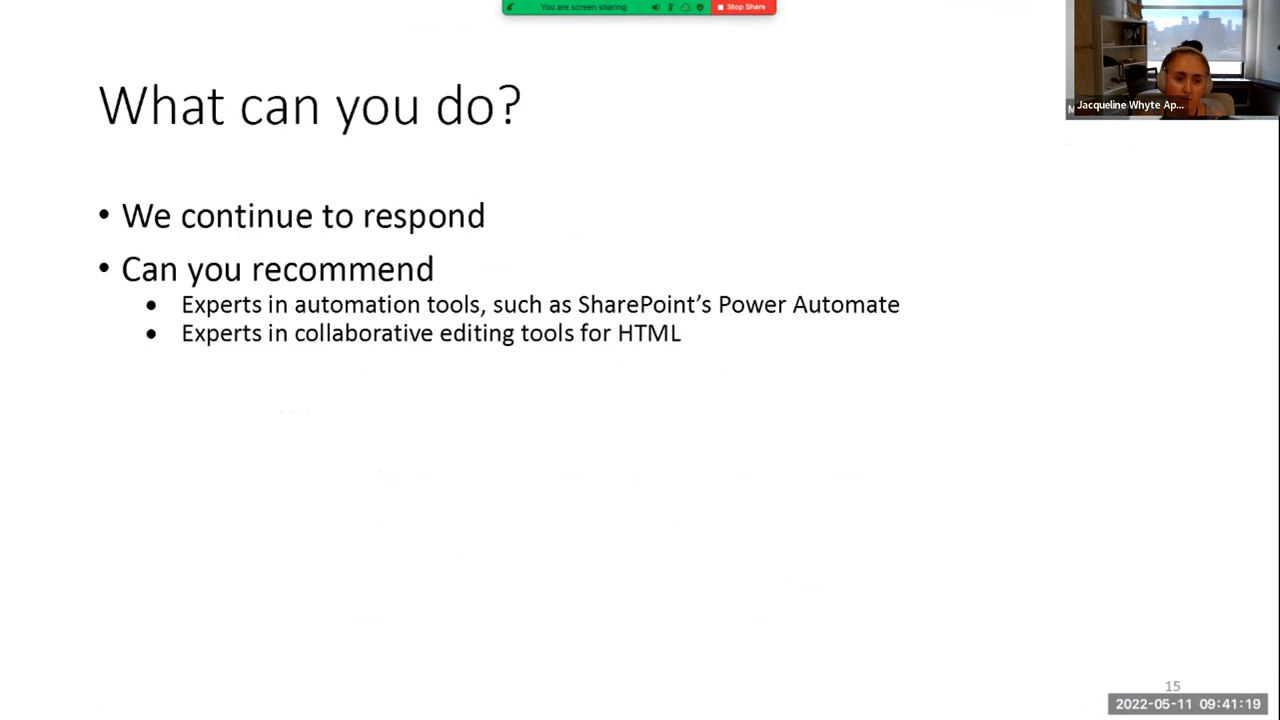 You are screen sharing
Stop Share
Jacqueline Whyte Ap...
What can you do?
• We continue to respond
• Can you recommend
• Experts in automation tools, such as SharePoint's Power Automate
• Experts in collaborative editing tools for HTML
15
2022-05-11 09:41:19